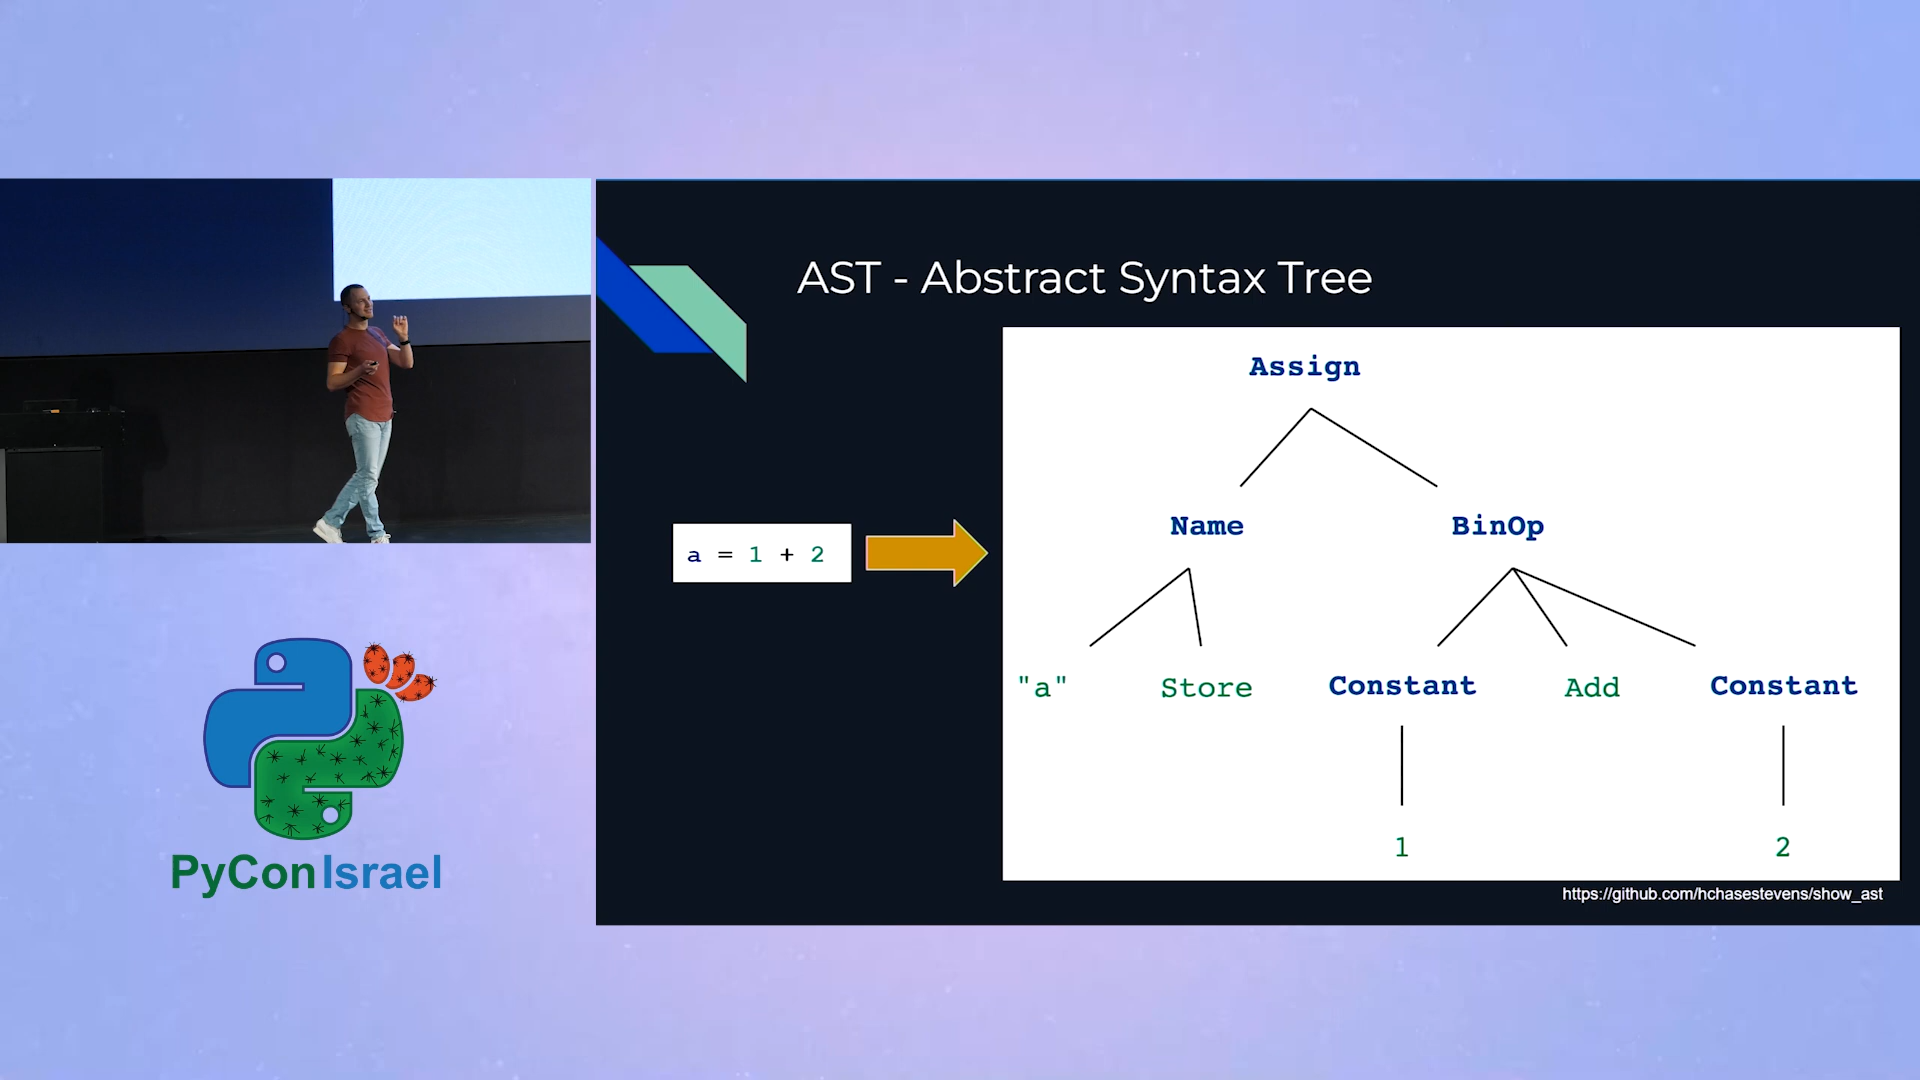 AST - Abstract Syntax Tree
a = 1 + 2
Assign
Name BinOp
"a" Store Constant Add Constant
1 2
https://github.com/hchasestevens/show_ast
PyConIsrael